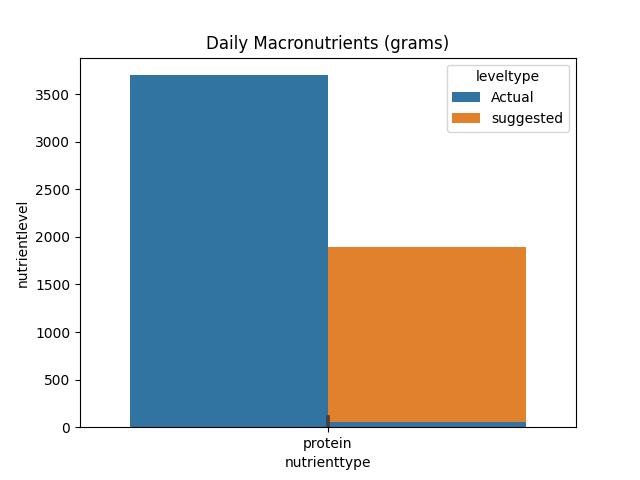 Daily Macronutrients (grams)
leveltype
Actual
suggested
3500
3000
2500
2000
1500
1000
500
0
nutrientlevel
protein
nutrienttype